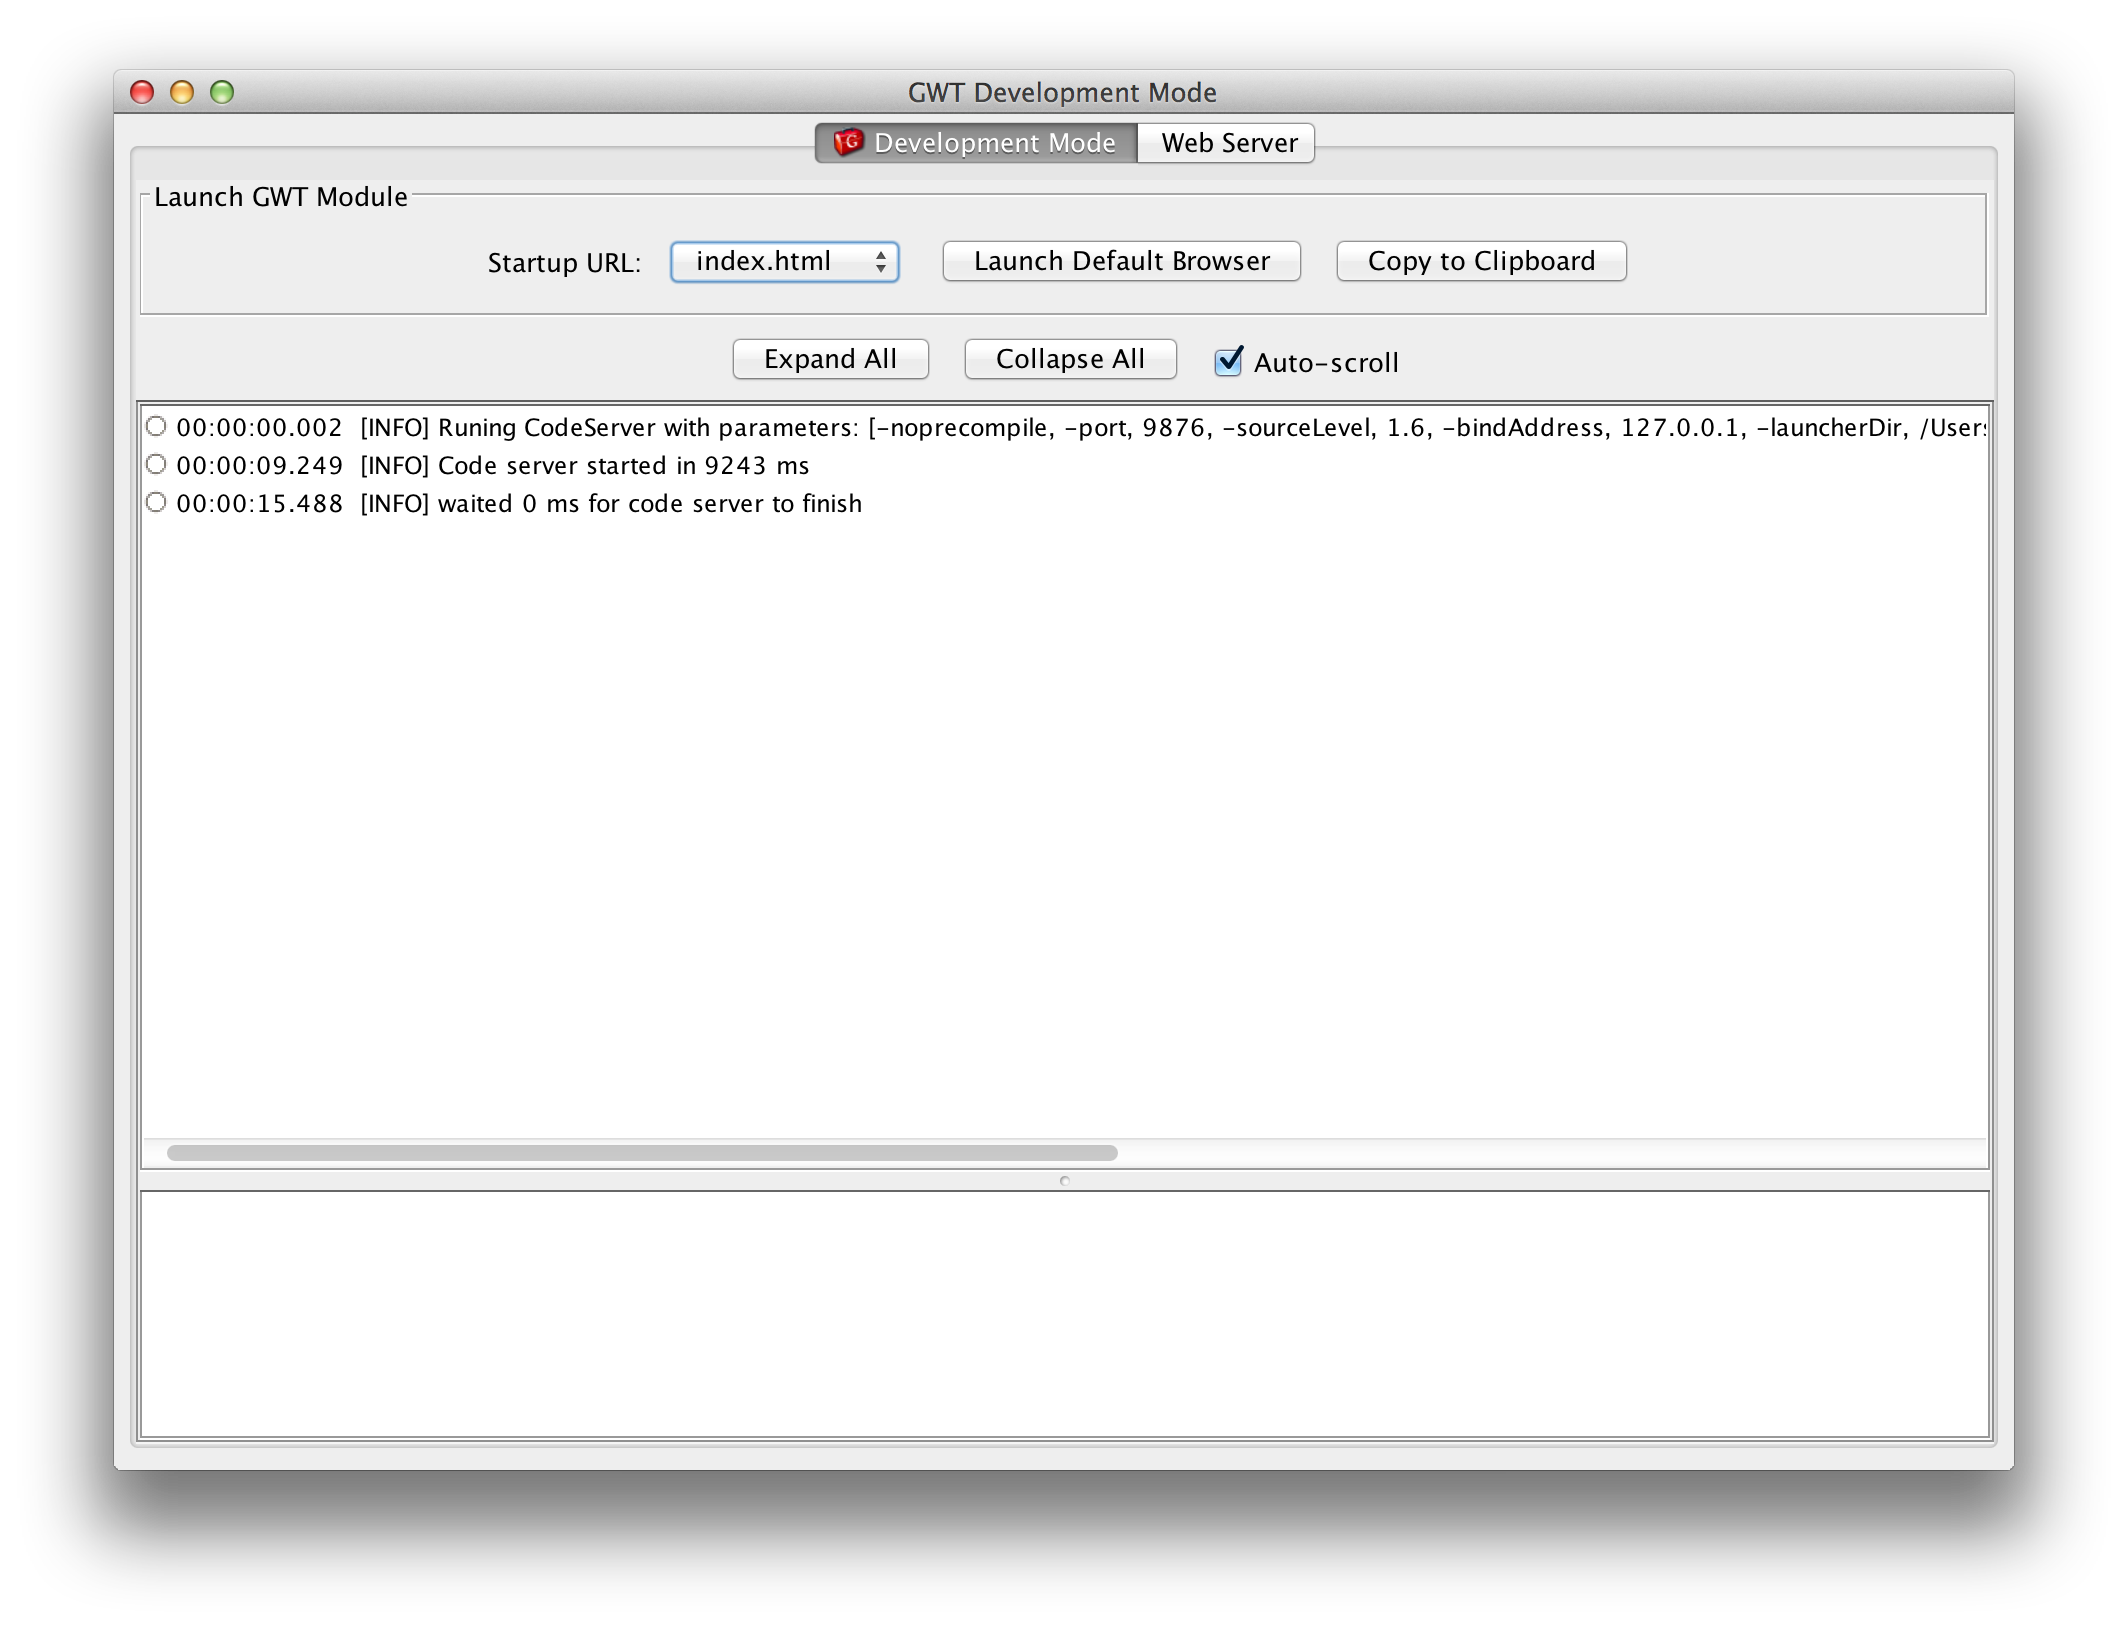 GWT Development Mode
Development Mode Web Server
Launch GWT Module
Startup URL: index.html Launch Default Browser Copy to Clipboard
Expand All Collapse All Auto-scroll
00:00:00.002 [INFO] Runing CodeServer with parameters: [-noprecompile, -port, 9876, -sourceLevel, 1.6, -bindAddress, 127.0.0.1, -launcherDir, /Users
00:00:09.249 [INFO] Code server started in 9243 ms
00:00:15.488 [INFO] waited 0 ms for code server to finish